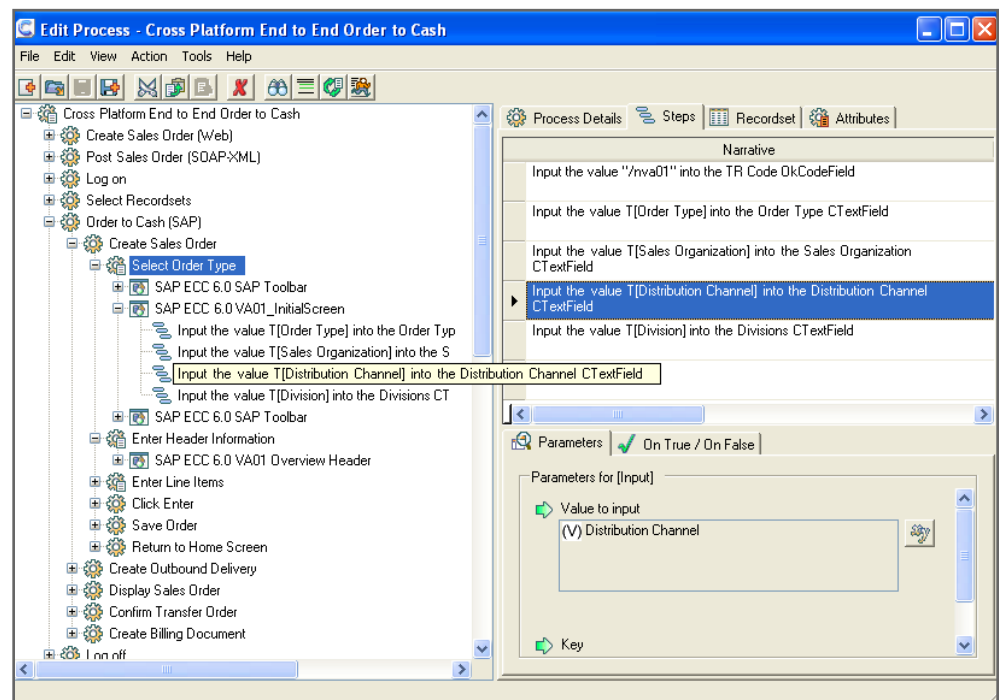 Edit Process - Cross Platform End to End Order to Cash
File Edit View Action Tools Help
Cross Platform End to End Order to Cash
Create Sales Order (Web)
Post Sales Order (SOAP-XML)
Log on
Select Recordsets
Order to Cash (SAP)
Create Sales Order
Select Order Type
SAP ECC 6.0 SAP Toolbar
SAP ECC 6.0 VA01_InitialScreen
Input the value T[Order Type] into the Order Typ
Input the value T[Sales Organization] into the S
Input the value T[Distribution Channel] into the Distribution Channel CTextField
Input the value T[Division] into the Divisions CT
SAP ECC 6.0 SAP Toolbar
Enter Header Information
SAP ECC 6.0 VA01 Overview Header
Enter Line Items
Click Enter
Save Order
Return to Home Screen
Create Outbound Delivery
Display Sales Order
Confirm Transfer Order
Create Billing Document
Log off
Process Details Steps Recordset Attributes
Narrative
Input the value "/nva01" into the TR Code OkCodeField
Input the value T[Order Type] into the Order Type CTextField
Input the value T[Sales Organization] into the Sales Organization
CTextField
Input the value T[Distribution Channel] into the Distribution Channel
CTextField
Input the value T[Division] into the Divisions CTextField
Parameters On True / On False
Parameters for [Input]
Value to input
(V) Distribution Channel
Key